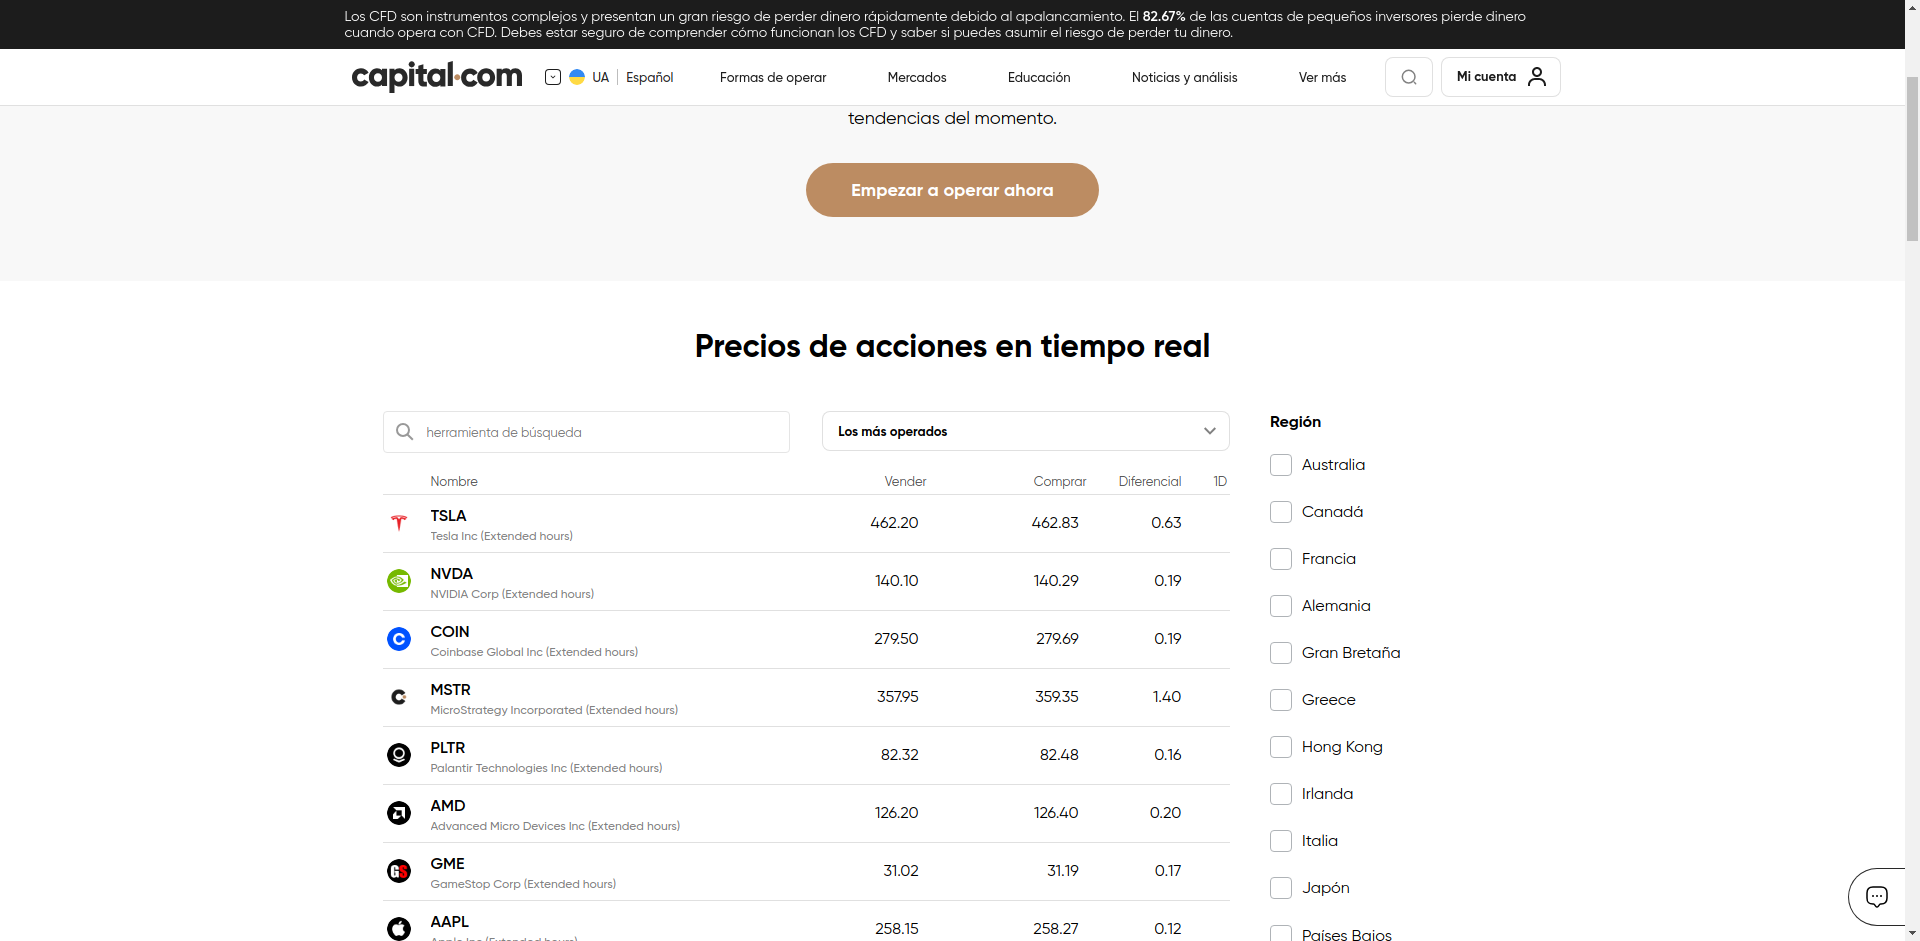 Los CFD son instrumentos complejos y presentan un gran riesgo de perder dinero rápidamente debido al apalancamiento. El 82.67% de las cuentas de pequeños inversores pierde dinero
cuando opera con CFD. Debes estar seguro de comprender cómo funcionan los CFD y saber si puedes asumir el riesgo de perder tu dinero.
capital.com UA Español Formas de operar Mercados Educación Noticias y análisis Ver más Mi cuenta
tendencias del momento.
Empezar a operar ahora
Precios de acciones en tiempo real
herramienta de búsqueda
Los más operados
Nombre Vender Comprar Diferencial 1D
TSLA
Tesla Inc (Extended hours)
462.20 462.83 0.63
NVDA
NVIDIA Corp (Extended hours)
140.10 140.29 0.19
COIN
Coinbase Global Inc (Extended hours)
279.50 279.69 0.19
MSTR
MicroStrategy Incorporated (Extended hours)
357.95 359.35 1.40
PLTR
Palantir Technologies Inc (Extended hours)
82.32 82.48 0.16
AMD
Advanced Micro Devices Inc (Extended hours)
126.20 126.40 0.20
GME
GameStop Corp (Extended hours)
31.02 31.19 0.17
AAPL
Apple Inc (Extended hours)
258.15 258.27 0.12
Región
Australia
Canadá
Francia
Alemania
Gran Bretaña
Greece
Hong Kong
Irlanda
Italia
Japón
Países Bajos